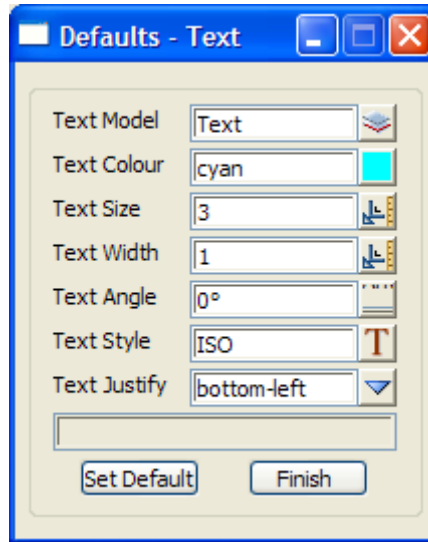 Defaults - Text
Text Model Text
Text Colour cyan
Text Size 3
Text Width 1
Text Angle 0°
Text Style ISO T
Text Justify bottom-left
Set Default Finish